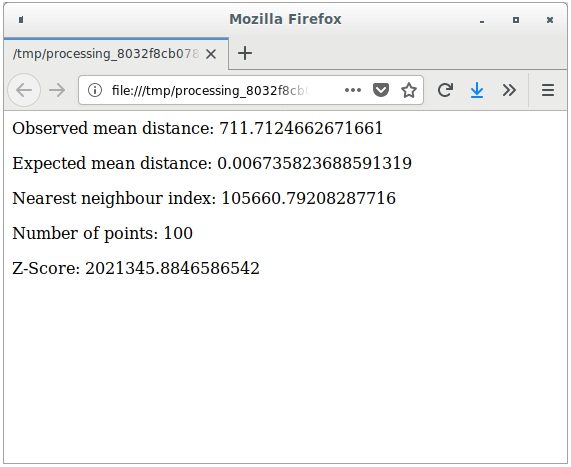 Mozilla Firefox
/tmp/processing_8032f8cb078
file:///tmp/processing_8032f8cb0
Observed mean distance: 711.7124662671661
Expected mean distance: 0.006735823688591319
Nearest neighbour index: 105660.79208287716
Number of points: 100
Z-Score: 2021345.8846586542